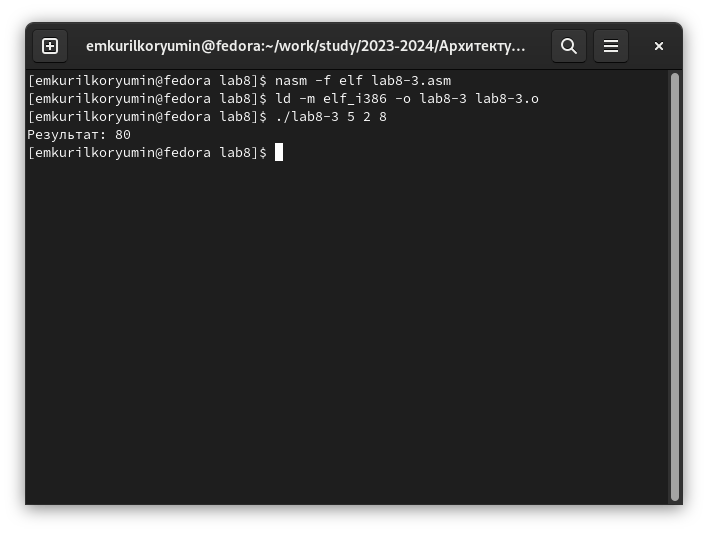 emkurilkoryumin@fedora:~/work/study/2023-2024/Архитекту...
[emkurilkoryumin@fedora lab8]$ nasm -f elf lab8-3.asm
[emkurilkoryumin@fedora lab8]$ ld -m elf_i386 -o lab8-3 lab8-3.o
[emkurilkoryumin@fedora lab8]$ ./lab8-3 5 2 8
Результат: 80
[emkurilkoryumin@fedora lab8]$